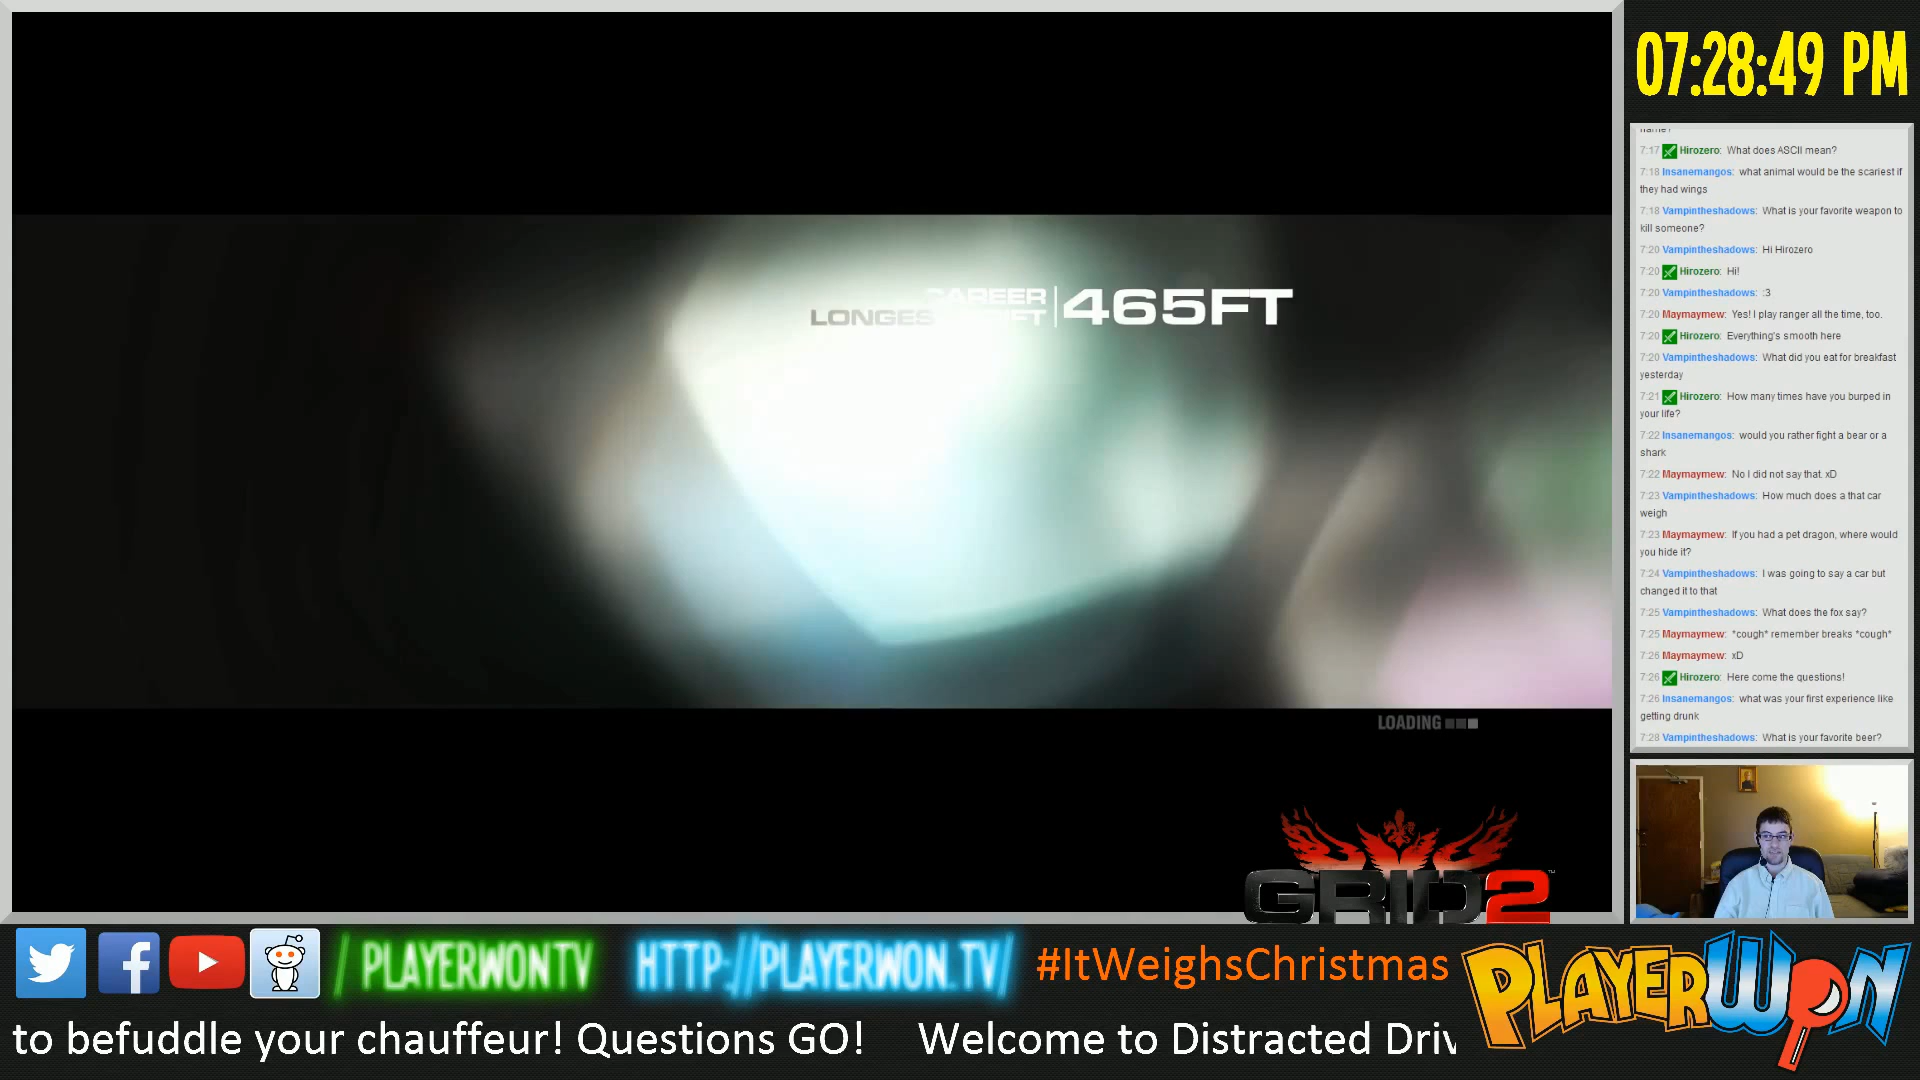 07:28:49 PM
CAREER
LONGEST DRIFT
465FT
LOADING
GRID2
name?
7:17 Hirozero: What does ASCII mean?
7:18 Insanemangos: what animal would be the scariest if
they had wings
7:18 Vampintheshadows: What is your favorite weapon to
kill someone?
7:20 Vampintheshadows: Hi Hirozero
7:20 Hirozero: Hi!
7:20 Vampintheshadows: :3
7:20 Maymaymew: Yes! I play ranger all the time, too.
7:20 Hirozero: Everything's smooth here
7:20 Vampintheshadows: What did you eat for breakfast
yesterday
7:21 Hirozero: How many times have you burped in
your life?
7:22 Insanemangos: would you rather fight a bear or a
shark
7:22 Maymaymew: No I did not say that. xD
7:23 Vampintheshadows: How much does a that car
weigh
7:23 Maymaymew: If you had a pet dragon, where would
you hide it?
7:24 Vampintheshadows: I was going to say a car but
changed it to that
7:25 Vampintheshadows: What does the fox say?
7:25 Maymaymew: *cough* remember breaks *cough*
7:26 Maymaymew: xD
7:26 Hirozero: Here come the questions!
7:26 Insanemangos: what was your first experience like
getting drunk
7:28 Vampintheshadows: What is your favorite beer?
/PLAYERWONTV HTTP://PLAYERWON.TV/ #ItWeighsChristmas
PLAYERWON
to befuddle your chauffeur! Questions GO! Welcome to Distracted Driv